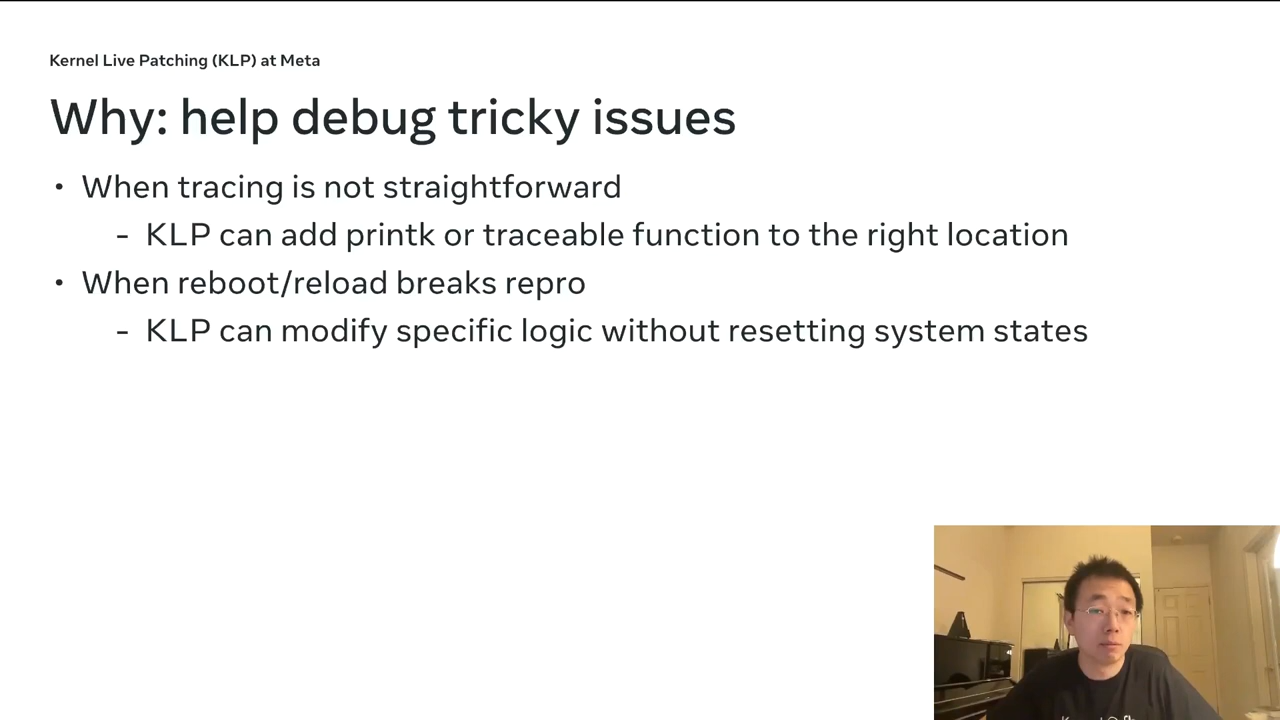 Kernel Live Patching (KLP) at Meta
Why: help debug tricky issues
• When tracing is not straightforward
- KLP can add printk or traceable function to the right location
• When reboot/reload breaks repro
- KLP can modify specific logic without resetting system states